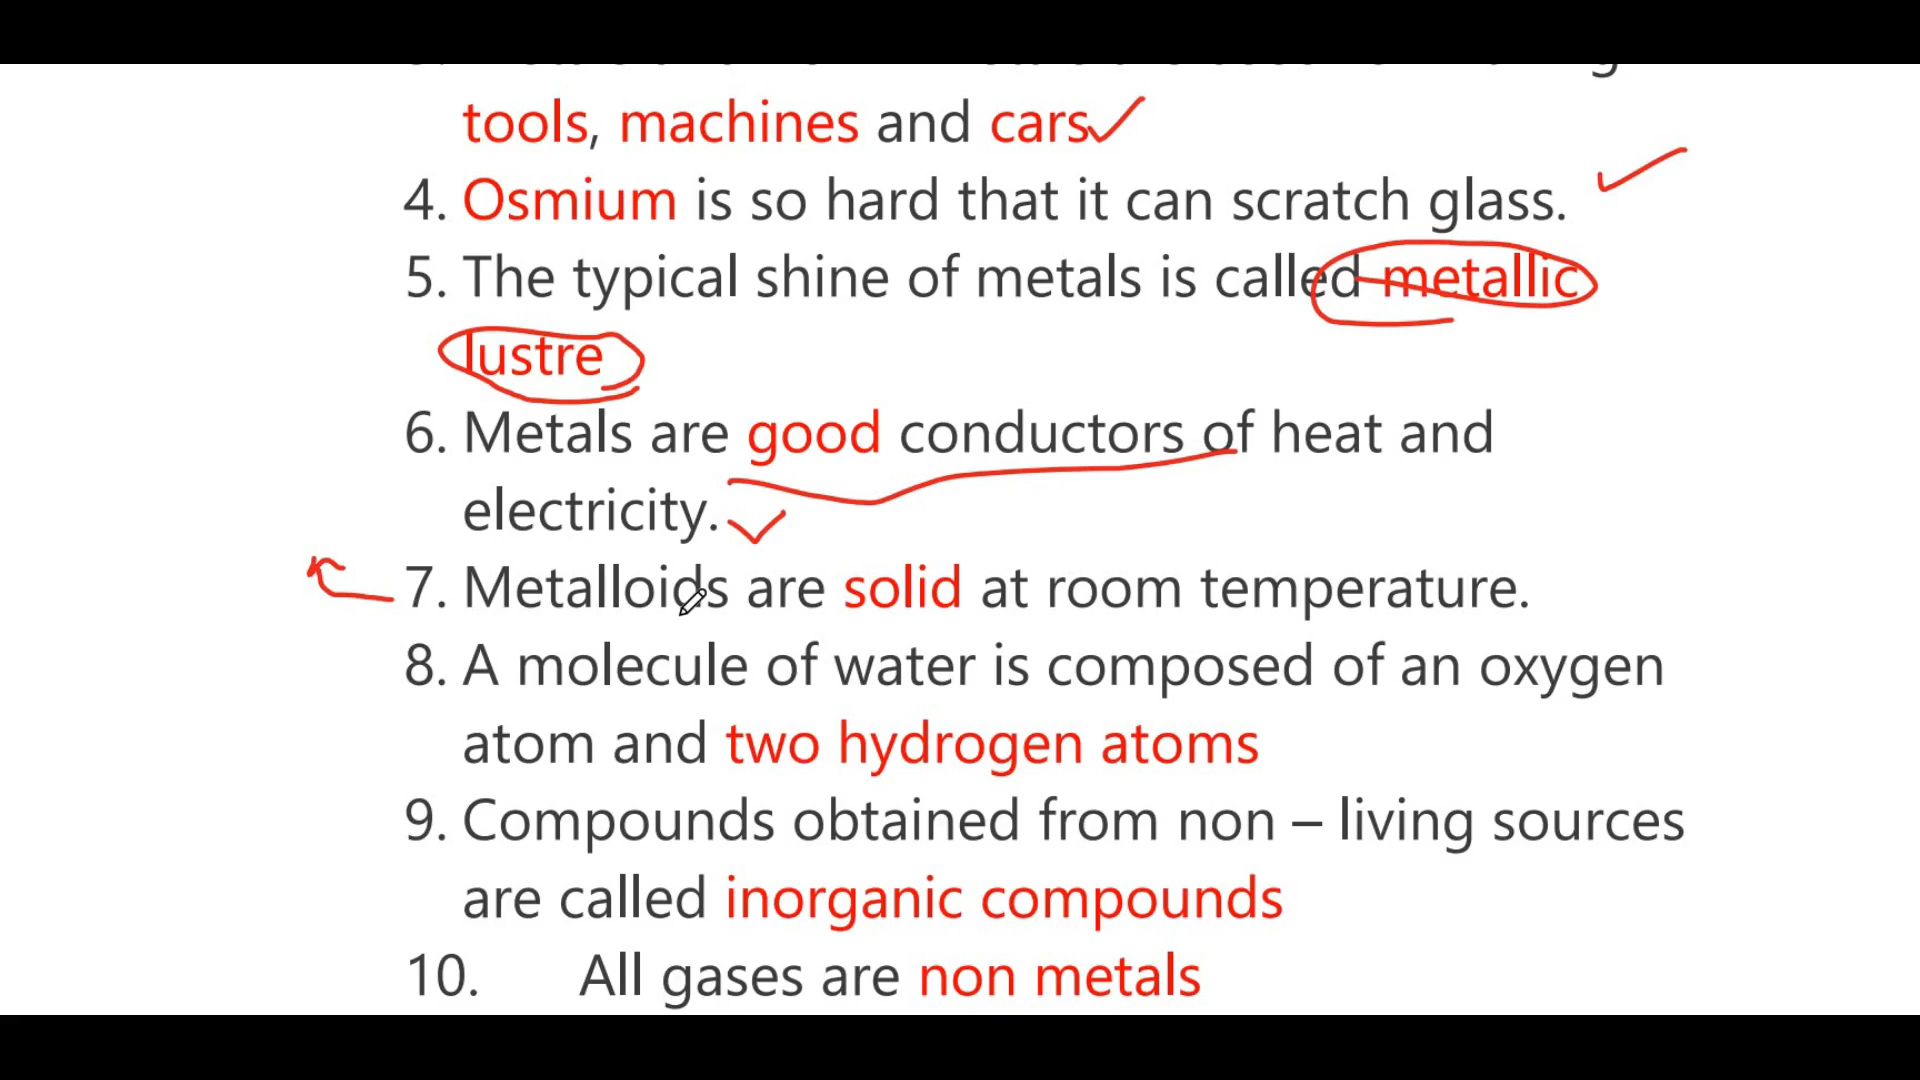 tools, machines and cars
4. Osmium is so hard that it can scratch glass.
5. The typical shine of metals is called metallic
lustre
6. Metals are good conductors of heat and
electricity.
7. Metalloids are solid at room temperature.
8. A molecule of water is composed of an oxygen
atom and two hydrogen atoms
9. Compounds obtained from non – living sources
are called inorganic compounds
10. All gases are non metals